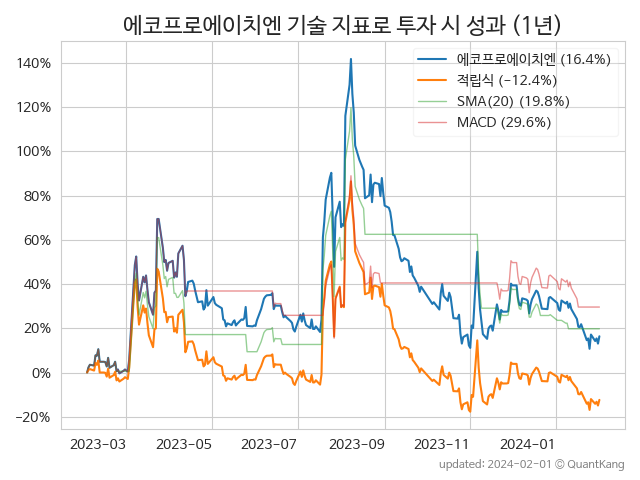 에코프로에이치엔 기술 지표로 투자 시 성과 (1년)
에코프로에이치엔 (16.4%)
적립식 (−12.4%)
SMA(20) (19.8%)
MACD (29.6%)
140%
120%
100%
80%
60%
40%
20%
0%
−20%
2023-03 2023-05 2023-07 2023-09 2023-11 2024-01
updated: 2024-02-01 © QuantKang